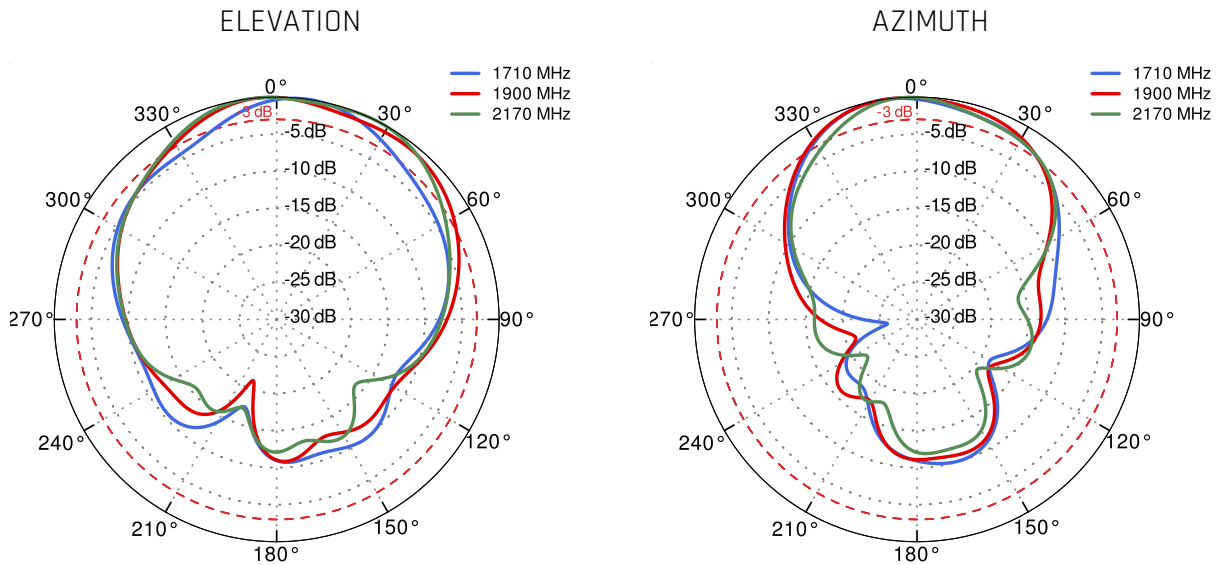 ELEVATION
1710 MHz
1900 MHz
2170 MHz
0°
30°
60°
90°
120°
150°
180°
210°
240°
270°
300°
330°
3 dB
-5 dB
-10 dB
-15 dB
-20 dB
-25 dB
-30 dB
AZIMUTH
1710 MHz
1900 MHz
2170 MHz
0°
30°
60°
90°
120°
150°
180°
210°
240°
270°
300°
330°
-3 dB
-5 dB
-10 dB
-15 dB
-20 dB
-25 dB
-30 dB